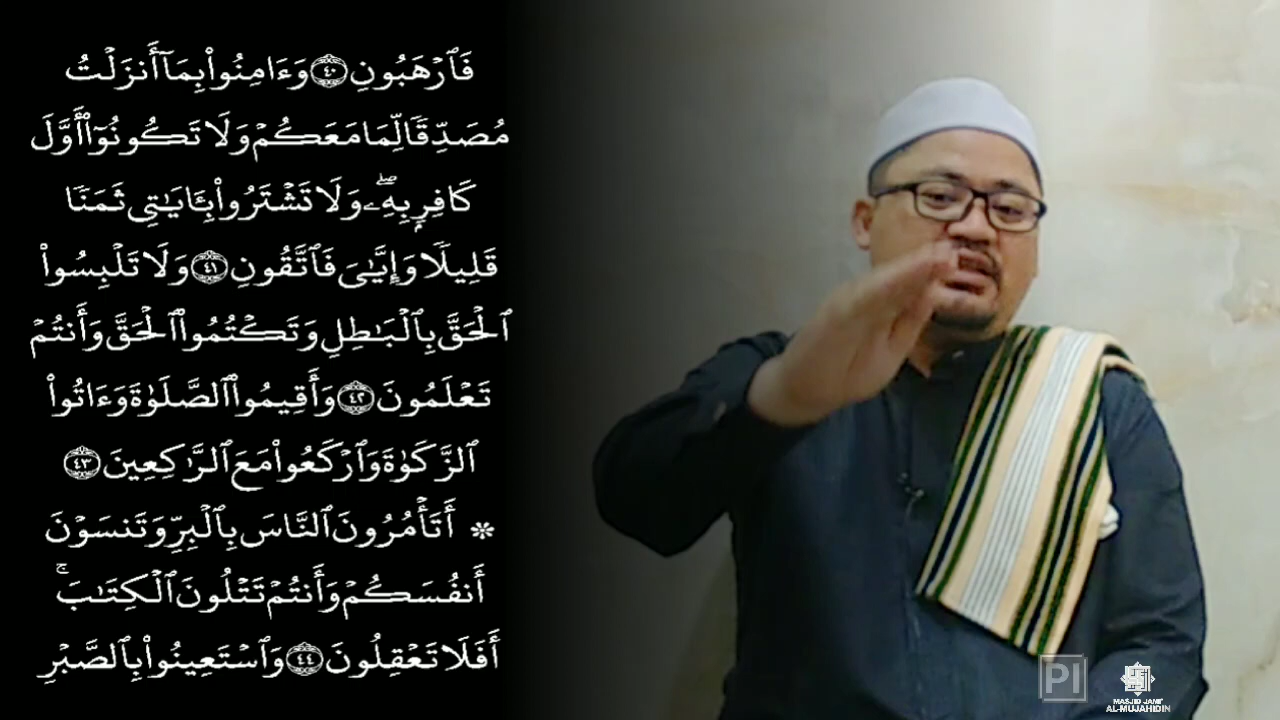 فَٱرْهَبُونِ ٤٠ وَءَامِنُوا۟ بِمَآ أَنزَلْتُ
مُصَدِّقًا لِّمَا مَعَكُمْ وَلَا تَكُونُوٓا۟ أَوَّلَ
كَافِرٍۭ بِهِۦۖ وَلَا تَشْتَرُوا۟ بِـَٔايَٰتِى ثَمَنًا
قَلِيلًا وَإِيَّٰىَ فَٱتَّقُونِ ٤١ وَلَا تَلْبِسُوا۟
ٱلْحَقَّ بِٱلْبَٰطِلِ وَتَكْتُمُوا۟ ٱلْحَقَّ وَأَنتُمْ
تَعْلَمُونَ ٤٢ وَأَقِيمُوا۟ ٱلصَّلَوٰةَ وَءَاتُوا۟
ٱلزَّكَوٰةَ وَٱرْكَعُوا۟ مَعَ ٱلرَّٰكِعِينَ ٤٣
* أَتَأْمُرُونَ ٱلنَّاسَ بِٱلْبِرِّ وَتَنسَوْنَ
أَنفُسَكُمْ وَأَنتُمْ تَتْلُونَ ٱلْكِتَٰبَۚ
أَفَلَا تَعْقِلُونَ ٤٤ وَٱسْتَعِينُوا۟ بِٱلصَّبْرِ
PI
MASJID JAMI'
AL-MUJAHIDIN